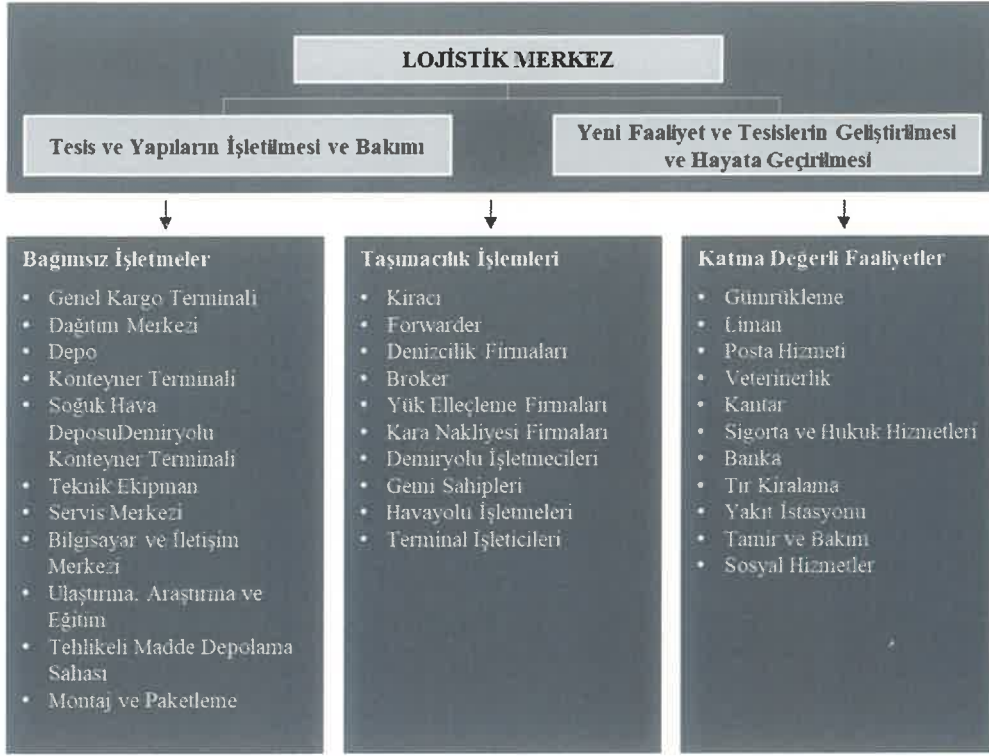 LOJİSTİK MERKEZ
Tesis ve Yapıların İşletilmesi ve Bakımı
Yeni Faaliyet ve Tesislerin Geliştirilmesi
ve Hayata Geçirilmesi
Bağımsız İşletmeler
• Genel Kargo Terminali
• Dağıtım Merkezi
• Depo
• Konteyner Terminali
• Soğuk Hava
DeposuDemiryolu
Konteyner Terminali
• Teknik Ekipman
• Servis Merkezi
• Bilgisayar ve İletişim
Merkezi
• Ulaştırma, Araştırma ve
Eğitim
• Tehlikeli Madde Depolama
Sahası
• Montaj ve Paketleme
Taşımacılık İşlemleri
• Kiracı
• Forwarder
• Denizcilik Firmaları
• Broker
• Yük Elleçleme Firmaları
• Kara Nakliyesi Firmaları
• Demiryolu İşletmecileri
• Gemi Sahipleri
• Havayolu İşletmeleri
• Terminal İşleticileri
Katma Değerli Faaliyetler
• Gümrükleme
• Liman
• Posta Hizmeti
• Veterinerlik
• Kantar
• Sigorta ve Hukuk Hizmetleri
• Banka
• Tır Kiralama
• Yakıt İstasyonu
• Tamir ve Bakım
• Sosyal Hizmetler